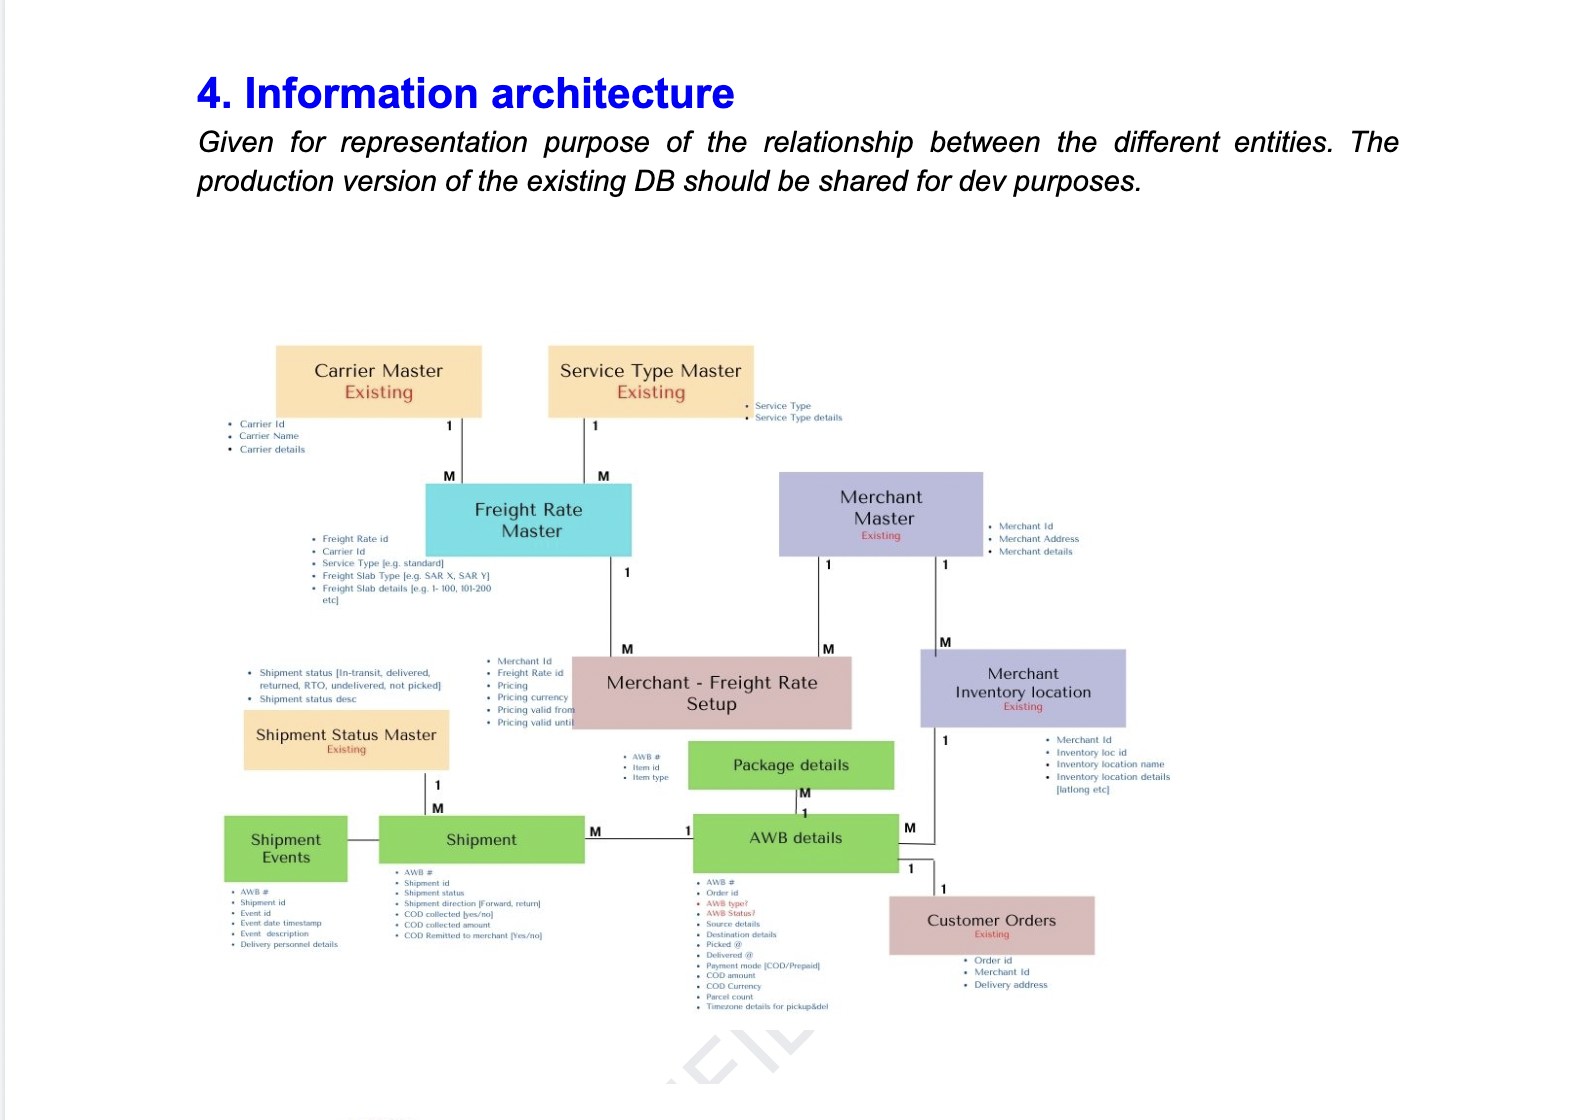 4. Information architecture
Given for representation purpose of the relationship between the different entities. The
production version of the existing DB should be shared for dev purposes.
Carrier Master
Existing
Service Type Master
Existing
• Service Type
• Service Type details
• Carrier Id
• Carrier Name
• Carrier details
1
1
M
M
Freight Rate
Master
Merchant
Master
Existing
• Merchant Id
• Merchant Address
• Merchant details
• Freight Rate id
• Carrier Id
• Service Type [e.g. standard]
• Freight Slab Type [e.g. SAR X, SAR Y]
• Freight Slab details [e.g. 1- 100, 101-200
etc]
1
1
1
M
M
M
• Merchant Id
• Freight Rate id
• Pricing
• Pricing currency
• Pricing valid from
• Pricing valid until
Merchant - Freight Rate
Setup
Merchant
Inventory location
Existing
• Shipment status [In-transit, delivered,
returned, RTO, undelivered, not picked]
• Shipment status desc
Shipment Status Master
Existing
• AWB #
• Item id
• Item type
Package details
1
• Merchant Id
• Inventory loc id
• Inventory location name
• Inventory location details
[latlong etc]
1
M
M
1
Shipment
Events
Shipment
M
1
AWB details
M
1
1
• AWB #
• Shipment id
• Event id
• Event date timestamp
• Event description
• Delivery personnel details
• AWB #
• Shipment id
• Shipment status
• Shipment direction [Forward, return]
• COD collected [yes/no]
• COD collected amount
• COD Remitted to merchant [Yes/no]
• AWB #
• Order id
• AWB type?
• AWB Status?
• Source details
• Destination details
• Picked @
• Delivered @
• Payment mode [COD/Prepaid]
• COD amount
• COD Currency
• Parcel count
• Timezone details for pickup&del
Customer Orders
Existing
• Order id
• Merchant Id
• Delivery address